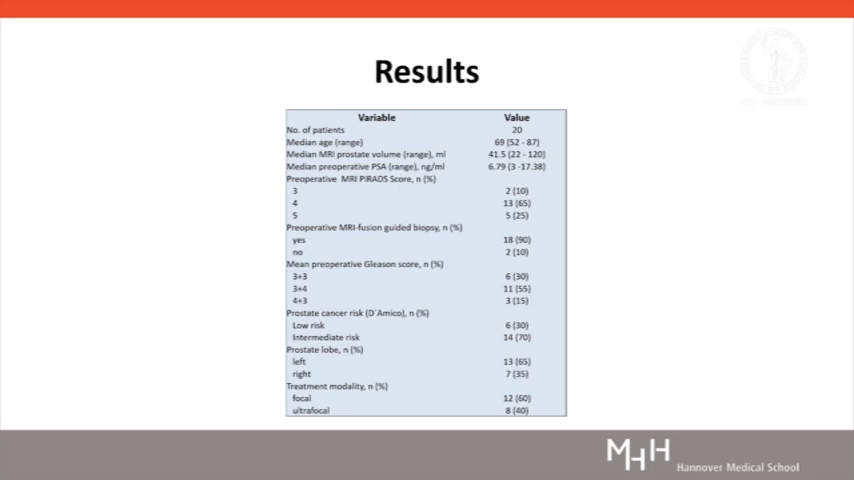 Results
Variable Value
No. of patients 20
Median age (range) 69 (52 - 87)
Median MRI prostate volume (range), ml 41.5 (22 - 120)
Median preoperative PSA (range), ng/ml 6.79 (3 -17.38)
Preoperative MRI PIRADS Score, n (%)
3 2 (10)
4 13 (65)
5 5 (25)
Preoperative MRI-fusion guided biopsy, n (%)
yes 18 (90)
no 2 (10)
Mean preoperative Gleason score, n (%)
3+3 6 (30)
3+4 11 (55)
4+3 3 (15)
Prostate cancer risk (D´Amico), n (%)
Low risk 6 (30)
Intermediate risk 14 (70)
Prostate lobe, n (%)
left 13 (65)
right 7 (35)
Treatment modality, n (%)
focal 12 (60)
ultrafocal 8 (40)
MHH Hannover Medical School